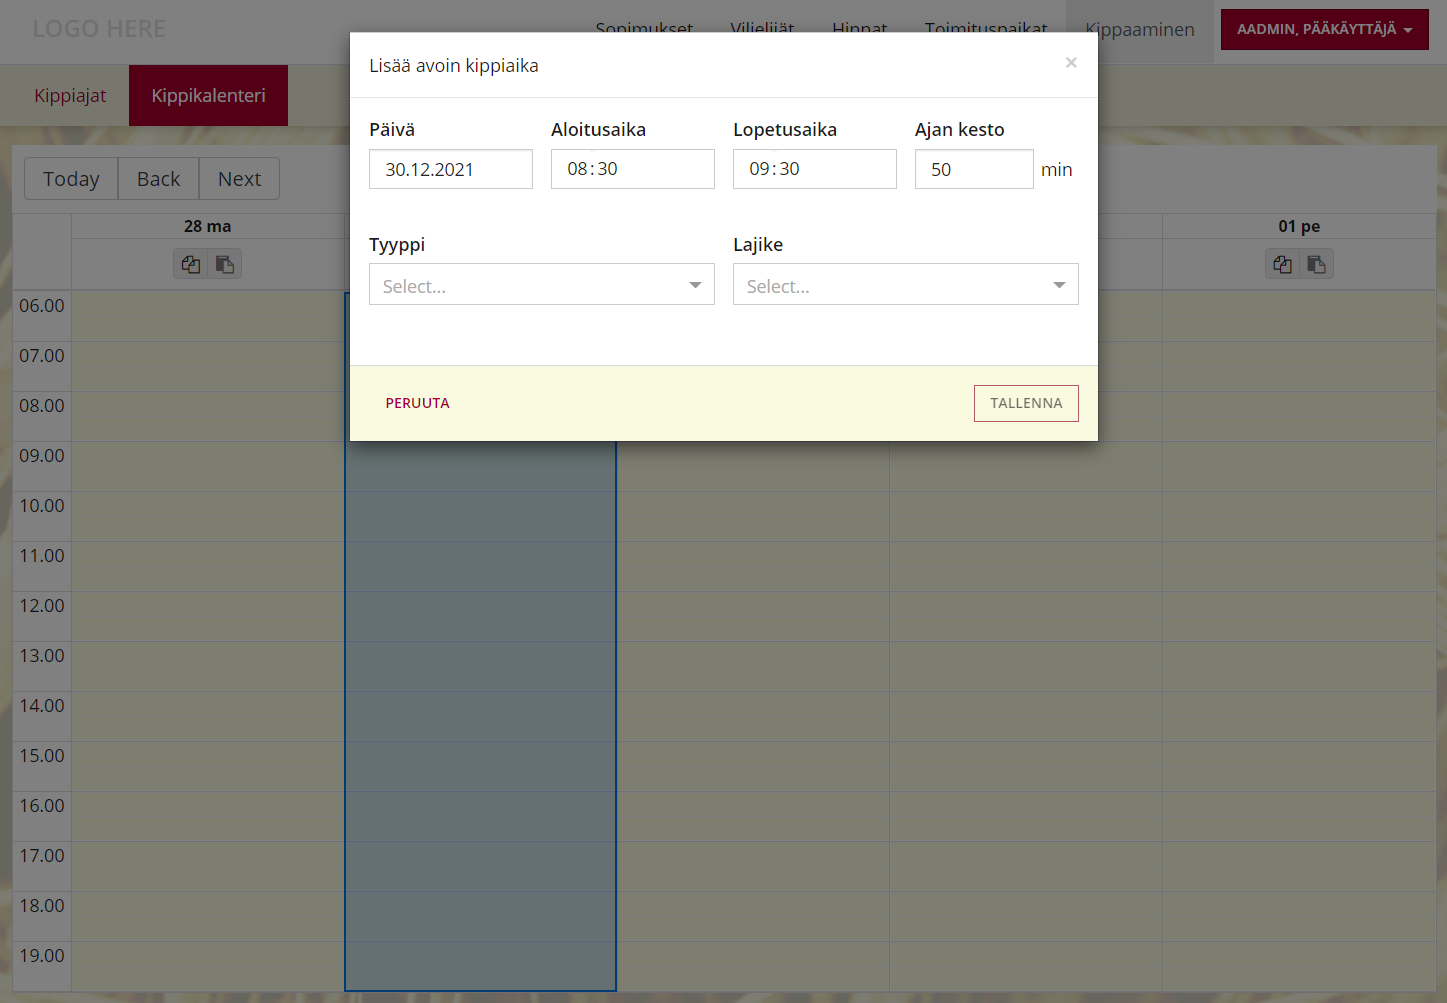 LOGO HERE
Sopimukset Viljelijät Hinnat Toimituspaikat Kippaaminen AADMIN, PÄÄKÄYTTÄJÄ
Kippiajat Kippikalenteri
Lisää avoin kippiaika ×
Päivä Aloitusaika Lopetusaika Ajan kesto
30.12.2021 08:30 09:30 50 min
Tyyppi Lajike
Select... Select...
PERUUTA TALLENNA
Today Back Next
28 ma 01 pe
06.00
07.00
08.00
09.00
10.00
11.00
12.00
13.00
14.00
15.00
16.00
17.00
18.00
19.00